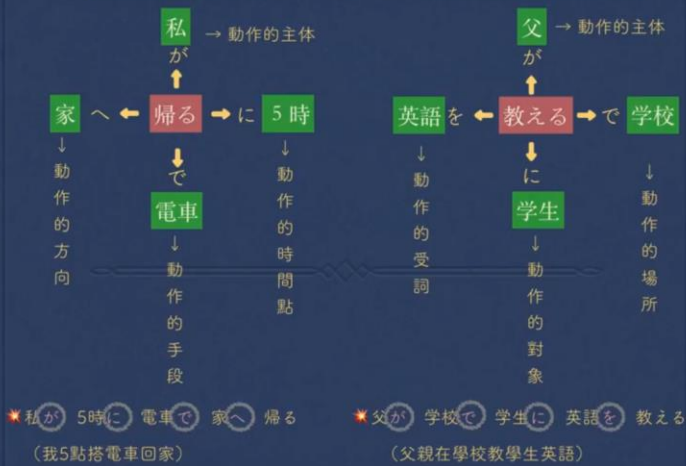 私
が
→ 動作的主体
家 へ ← 帰る → に 5時
↓
動作的方向
で
電車
↓
動作的手段
↓
動作的時間點
父
が
→ 動作的主体
英語 を ← 教える → で 学校
↓
動作的受詞
に
学生
↓
動作的對象
↓
動作的場所
私が 5時に 電車で 家へ 帰る
（我5點搭電車回家）
父が 学校で 学生に 英語を 教える
（父親在學校教學生英語）